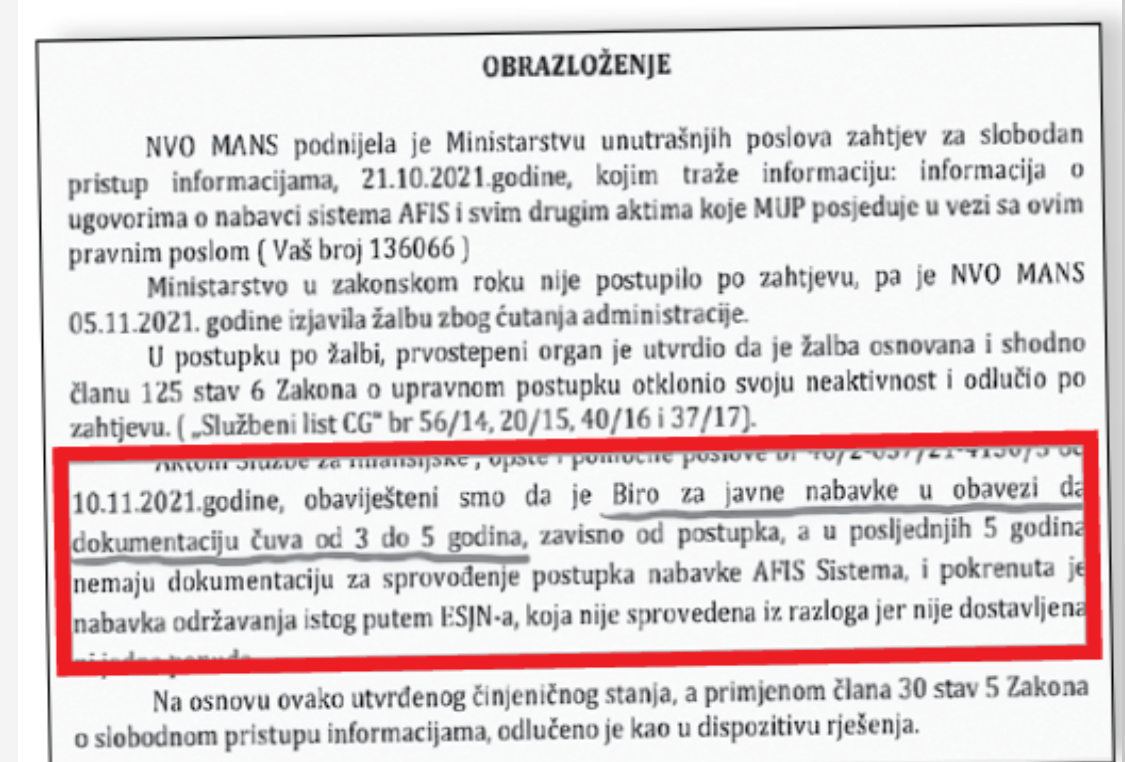 OBRAZLOŽENJE
NVO MANS podnijela je Ministarstvu unutrašnjih poslova zahtjev za slobodan
pristup informacijama, 21.10.2021.godine, kojim traže informaciju: informacija o
ugovorima o nabavci sistema AFIS i svim drugim aktima koje MUP posjeduje u vezi sa ovim
pravnim poslom ( Vaš broj 136066 )
Ministarstvo u zakonskom roku nije postupilo po zahtjevu, pa je NVO MANS
05.11.2021. godine izjavila žalbu zbog ćutanja administracije.
U postupku po žalbi, prvostepeni organ je utvrdio da je žalba osnovana i shodno
članu 125 stav 6 Zakona o upravnom postupku otklonio svoju neaktivnost i odlučio po
zahtjevu. ( „Službeni list CG" br 56/14, 20/15, 40/16 i 37/17).
Aktom Službe za finansijske , opšte i pomoćne poslove br
10.11.2021.godine, obaviješteni smo da je Biro za javne nabavke u obavezi da
dokumentaciju čuva od 3 do 5 godina, zavisno od postupka, a u posljednjih 5 godina
nemaju dokumentaciju za sprovođenje postupka nabavke AFIS Sistema, i pokrenuta je
nabavka održavanja istog putem ESJN-a, koja nije sprovedena iz razloga jer nije dostavljena
Na osnovu ovako utvrđenog činjeničnog stanja, a primjenom člana 30 stav 5 Zakona
o slobodnom pristupu informacijama, odlučeno je kao u dispozitivu rješenja.